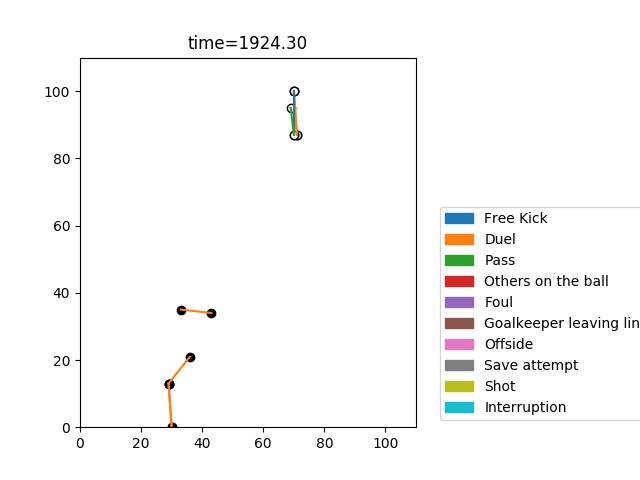 time=1924.30
100
80
60
40
20
0
0 20 40 60 80 100
Free Kick
Duel
Pass
Others on the ball
Foul
Goalkeeper leaving lin
Offside
Save attempt
Shot
Interruption